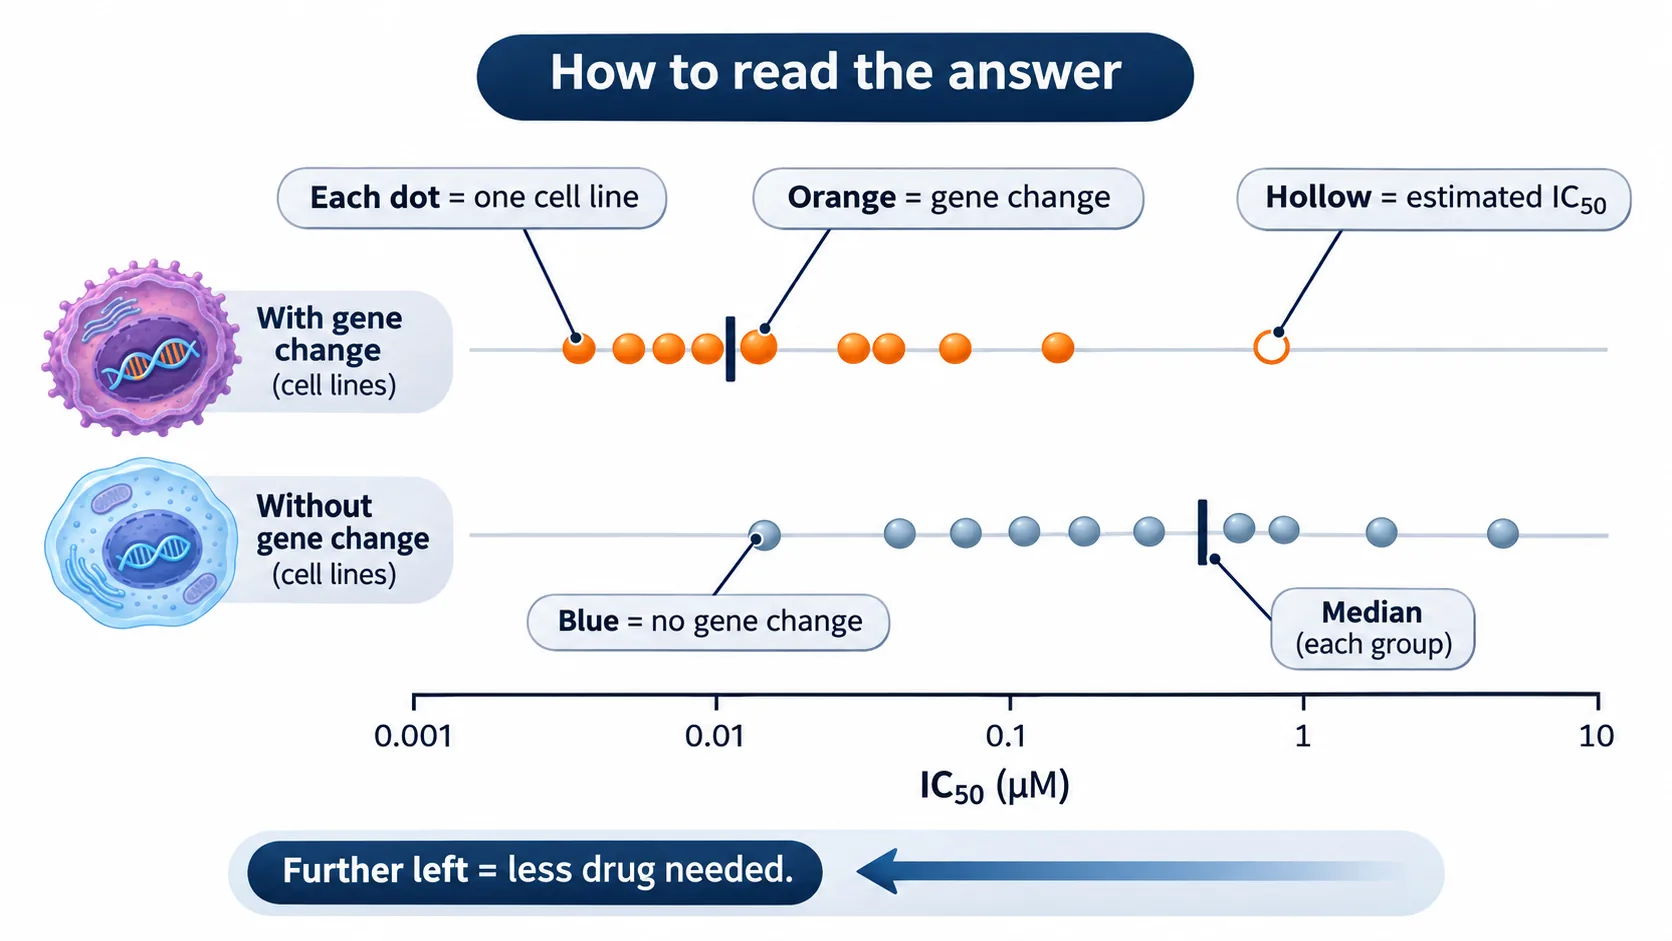 How to read the answer
Each dot = one cell line
Orange = gene change
Hollow = estimated IC₅₀
With gene
change
(cell lines)
Without
gene change
(cell lines)
Blue = no gene change
Median
(each group)
0.001
0.01
0.1
1
10
IC₅₀ (µM)
Further left = less drug needed.